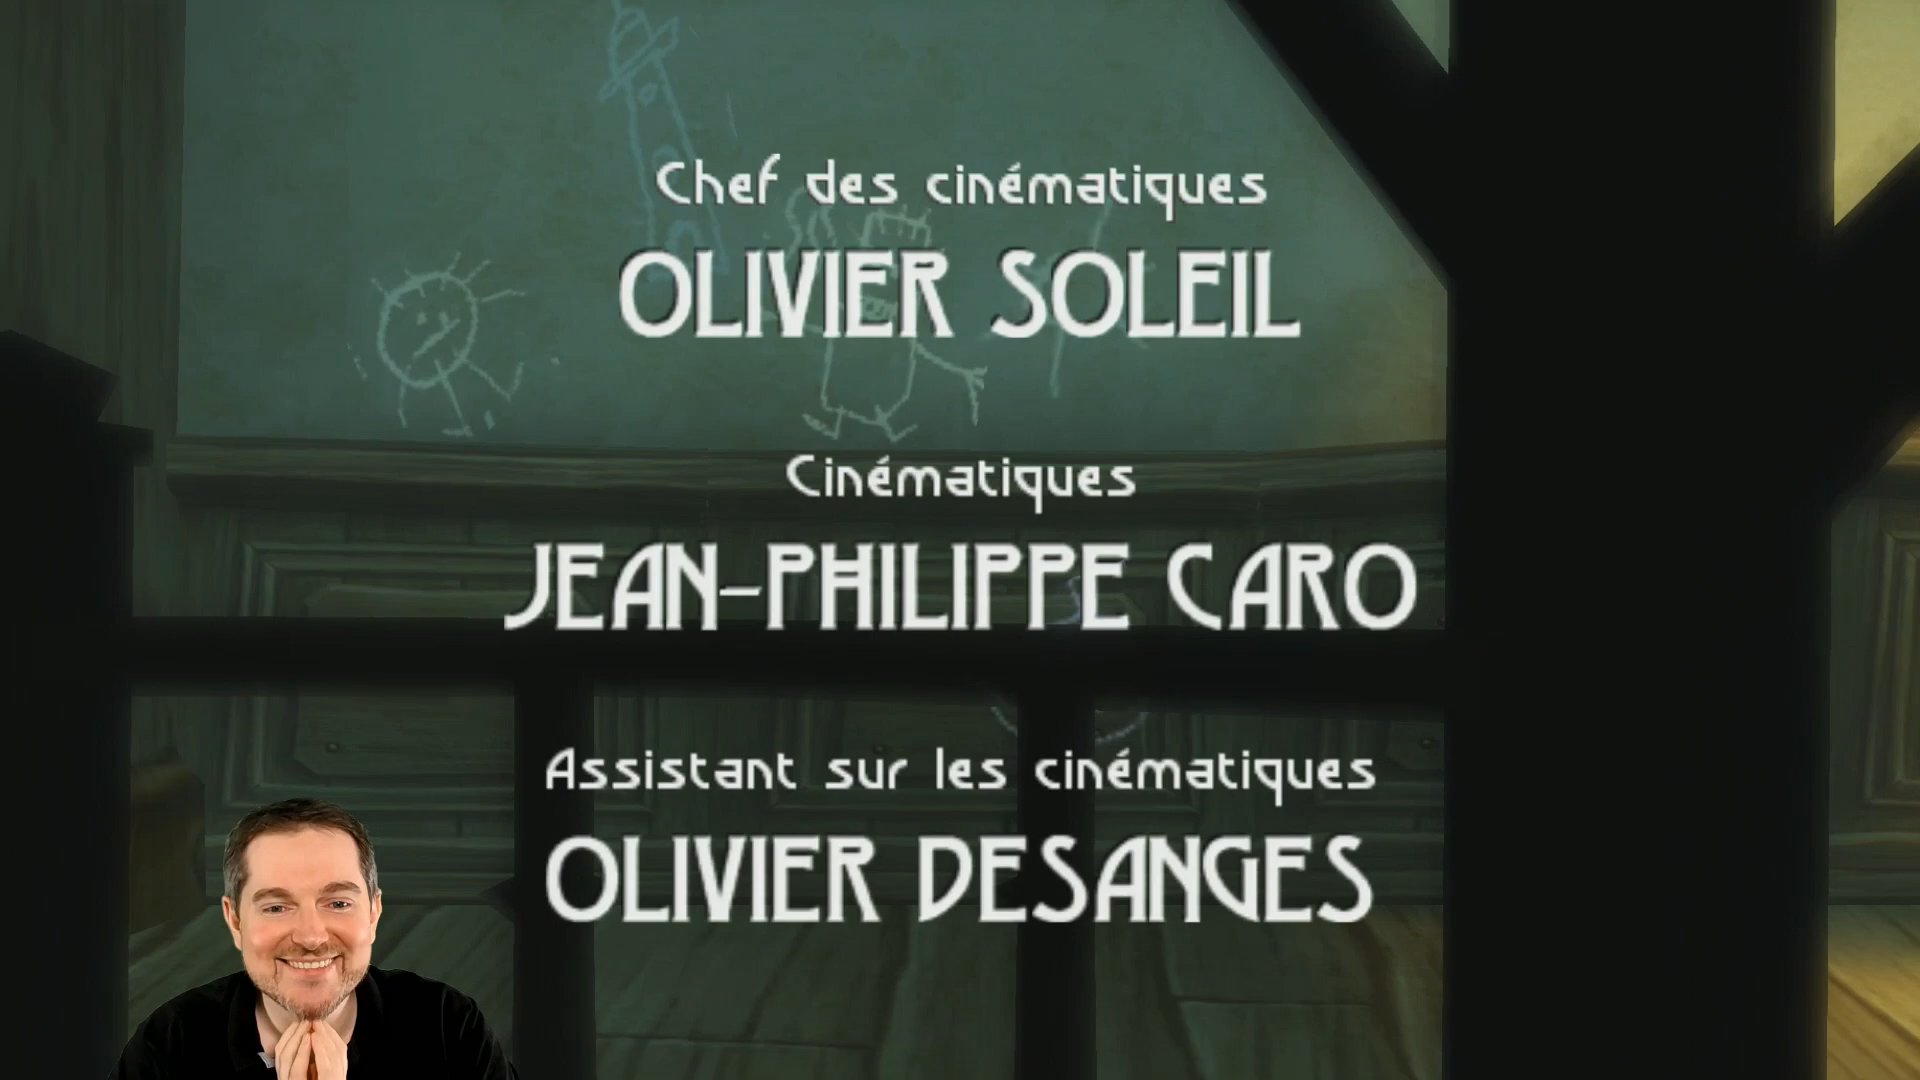 Chef des cinématiques
OLIVIER SOLEIL
Cinématiques
JEAN-PHILIPPE CARO
Assistant sur les cinématiques
OLIVIER DESANGES